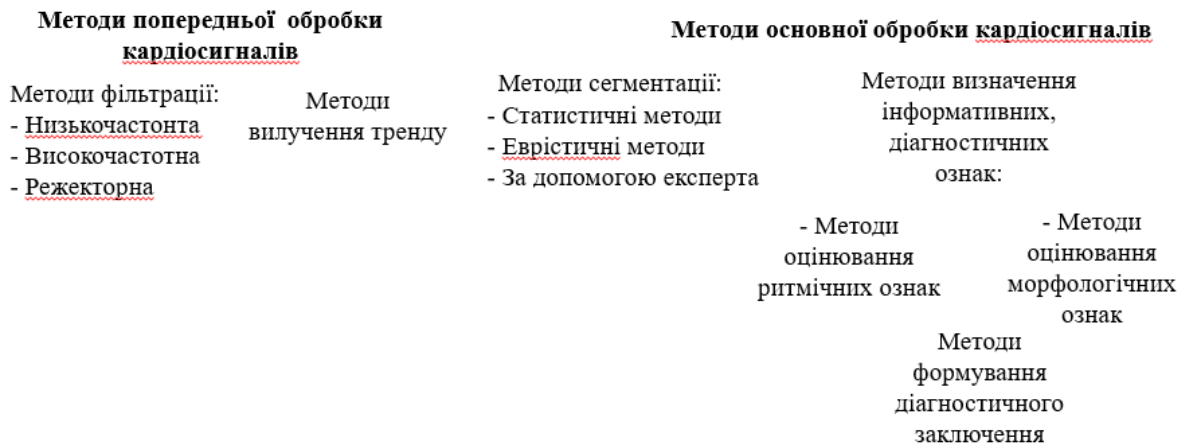 Методи попередньої обробки
кардіосигналів
Методи фільтрації:
- Низькочастонта
- Високочастотна
- Режекторна
Методи
вилучення тренду
Методи основної обробки кардіосигналів
Методи сегментації:
- Статистичні методи
- Еврістичні методи
- За допомогою експерта
Методи визначення
інформативних,
діагностичних
ознак:
- Методи
оцінювання
ритмічних ознак
- Методи
оцінювання
морфологічних
ознак
Методи
формування
діагностичного
заключення